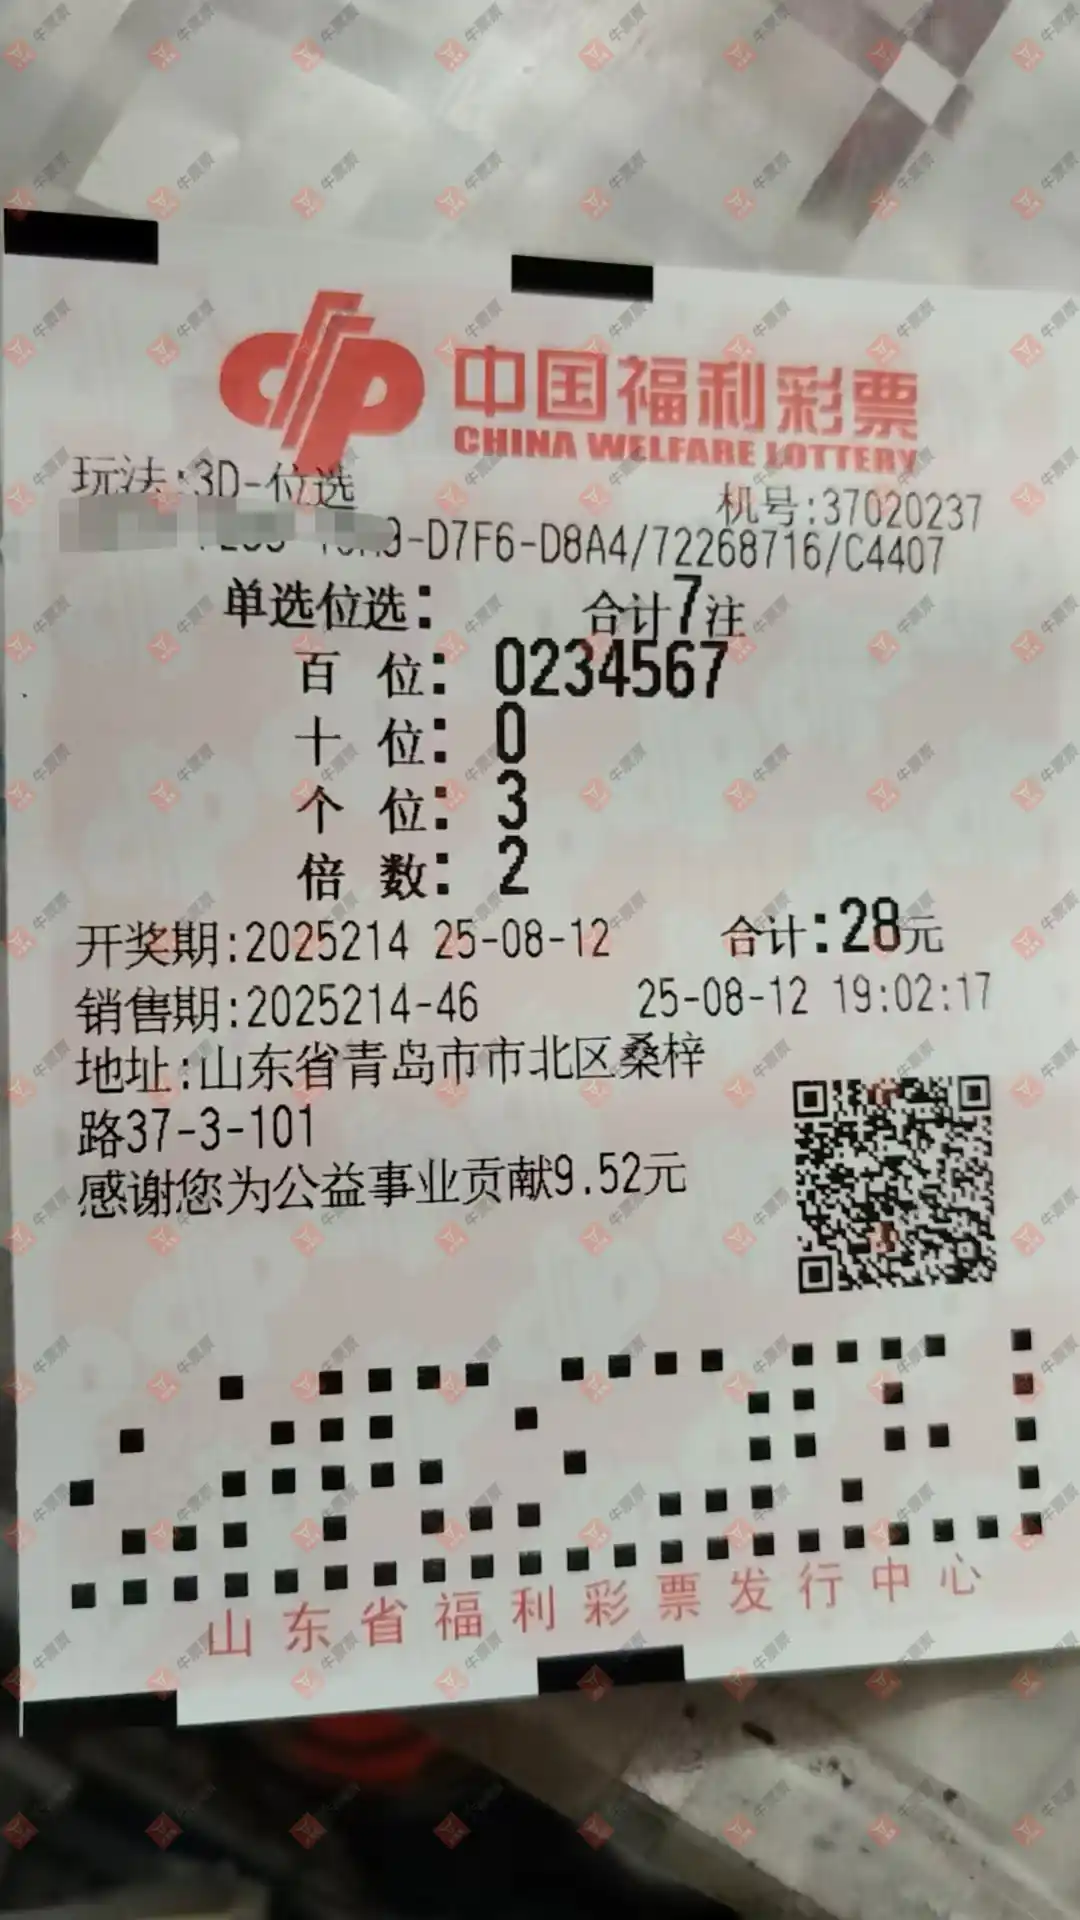 中国福利彩票
CHINA WELFARE LOTTERY
玩法:3D-位选
机号:37020237
-D7F6-D8A4/72268716/C4407
单选位选: 合计7注
百 位: 0234567
十 位: 0
个 位: 3
倍 数: 2
开奖期:2025214 25-08-12 合计:28元
销售期:2025214-46 25-08-12 19:02:17
地址:山东省青岛市市北区桑梓
路37-3-101
感谢您为公益事业贡献9.52元
山东省福利彩票发行中心